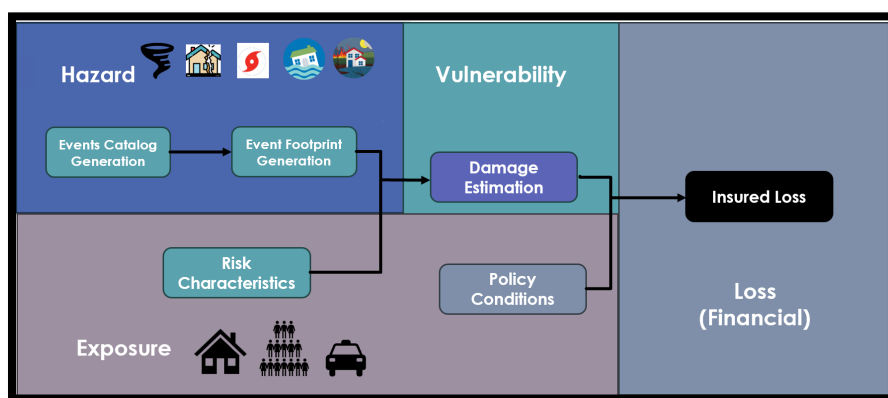 Hazard
Vulnerability
Events Catalog
Generation
Event Footprint
Generation
Damage
Estimation
Insured Loss
Risk
Characteristics
Policy
Conditions
Loss
(Financial)
Exposure